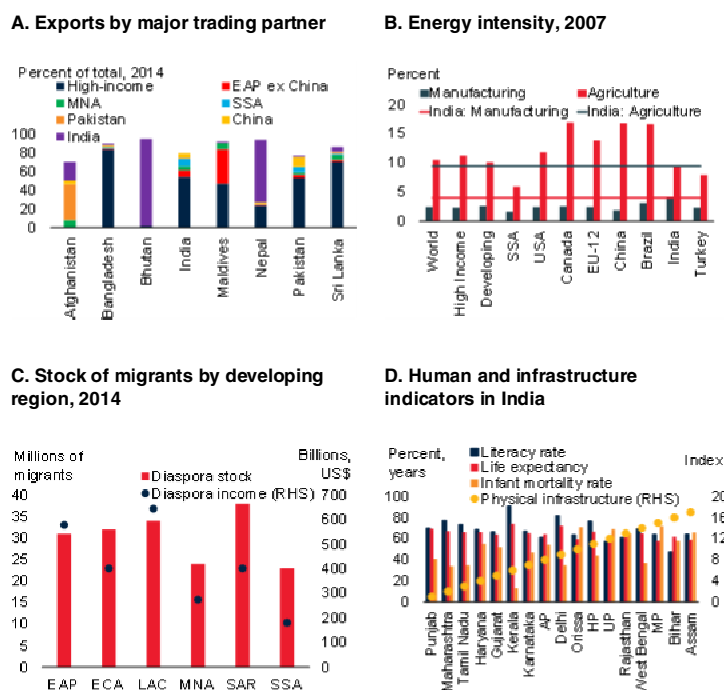 A. Exports by major trading partner
Percent of total, 2014
High-income
EAP ex China
MNA
SSA
Pakistan
China
India
100
80
60
40
20
0
Afghanistan
Bangladesh
Bhutan
India
Maldives
Nepal
Pakistan
Sri Lanka
B. Energy intensity, 2007
Percent
Manufacturing
Agriculture
India: Manufacturing
India: Agriculture
20
15
10
5
0
World
High Income
Developing
SSA
USA
Canada
EU-12
China
Brazil
India
Turkey
C. Stock of migrants by developing
region, 2014
Millions of
migrants
Billions,
US$
Diaspora stock
Diaspora income (RHS)
40
35
30
25
20
15
10
5
0
700
600
500
400
300
200
100
0
EAP
ECA
LAC
MNA
SAR
SSA
D. Human and infrastructure
indicators in India
Percent,
years
Index
Literacy rate
Life expectancy
Infant mortality rate
Physical infrastructure (RHS)
100
80
60
40
20
0
20
16
12
8
4
0
Punjab
Maharashtra
Tamil Nadu
Haryana
Gujarat
Kerala
Karnataka
AP
Delhi
Orissa
HP
UP
Rajasthan
West Bengal
MP
Bihar
Assam